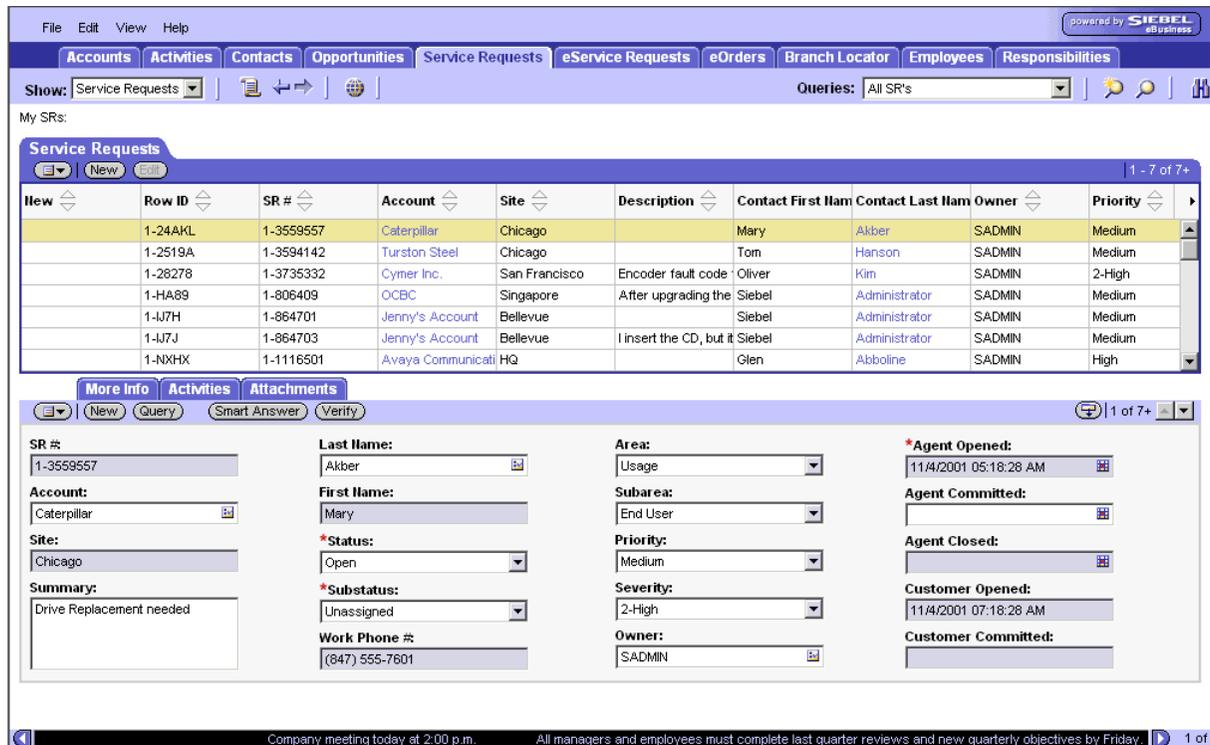 File Edit View Help
powered by SIEBEL eBusiness
Accounts Activities Contacts Opportunities Service Requests eService Requests eOrders Branch Locator Employees Responsibilities
Show: Service Requests Queries: All SR's
My SRs:
Service Requests
New Edit 1 - 7 of 7+
New Row ID SR # Account Site Description Contact First Nam Contact Last Nam Owner Priority
1-24AKL 1-3559557 Caterpillar Chicago Mary Akber SADMIN Medium
1-2519A 1-3594142 Turston Steel Chicago Tom Hanson SADMIN Medium
1-28278 1-3735332 Cymer Inc. San Francisco Encoder fault code Oliver Kim SADMIN 2-High
1-HA89 1-806409 OCBC Singapore After upgrading the Siebel Administrator SADMIN Medium
1-IJ7H 1-864701 Jenny's Account Bellevue Siebel Administrator SADMIN Medium
1-IJ7J 1-864703 Jenny's Account Bellevue I insert the CD, but it Siebel Administrator SADMIN Medium
1-NXHX 1-1116501 Avaya Communicati HQ Glen Abboline SADMIN High
More Info Activities Attachments
New Query Smart Answer Verify 1 of 7+
SR #: Last Name: Area: *Agent Opened:
1-3559557 Akber Usage 11/4/2001 05:18:28 AM
Account: First Name: Subarea: Agent Committed:
Caterpillar Mary End User
Site: *Status: Priority: Agent Closed:
Chicago Open Medium
Summary: *Substatus: Severity: Customer Opened:
Drive Replacement needed Unassigned 2-High 11/4/2001 07:18:28 AM
Work Phone #: Owner: Customer Committed:
(847) 555-7601 SADMIN
Company meeting today at 2:00 p.m. All managers and employees must complete last quarter reviews and new quarterly objectives by Friday. 1 of